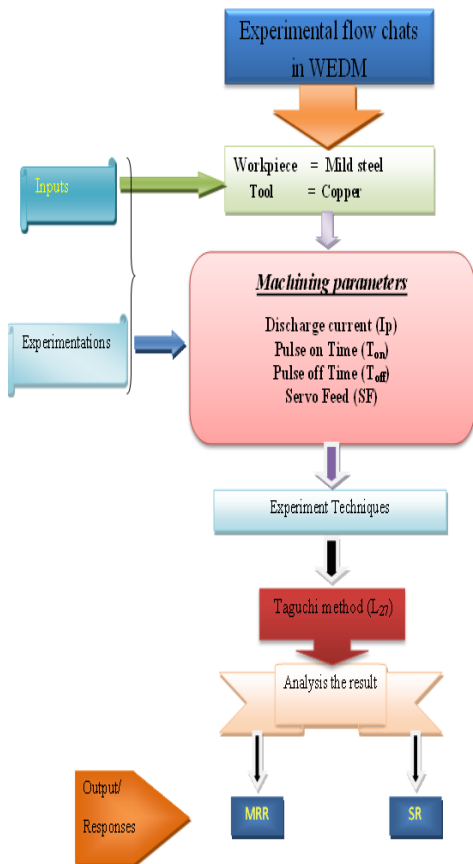 Experimental flow chats
in WEDM
Workpiece = Mild steel
Tool = Copper
Inputs
Machining parameters
Discharge current (Ip)
Pulse on Time (Ton)
Pulse off Time (Toff)
Servo Feed (SF)
Experimentations
Experiment Techniques
Taguchi method (L27)
Analysis the result
Output/
Responses
MRR
SR